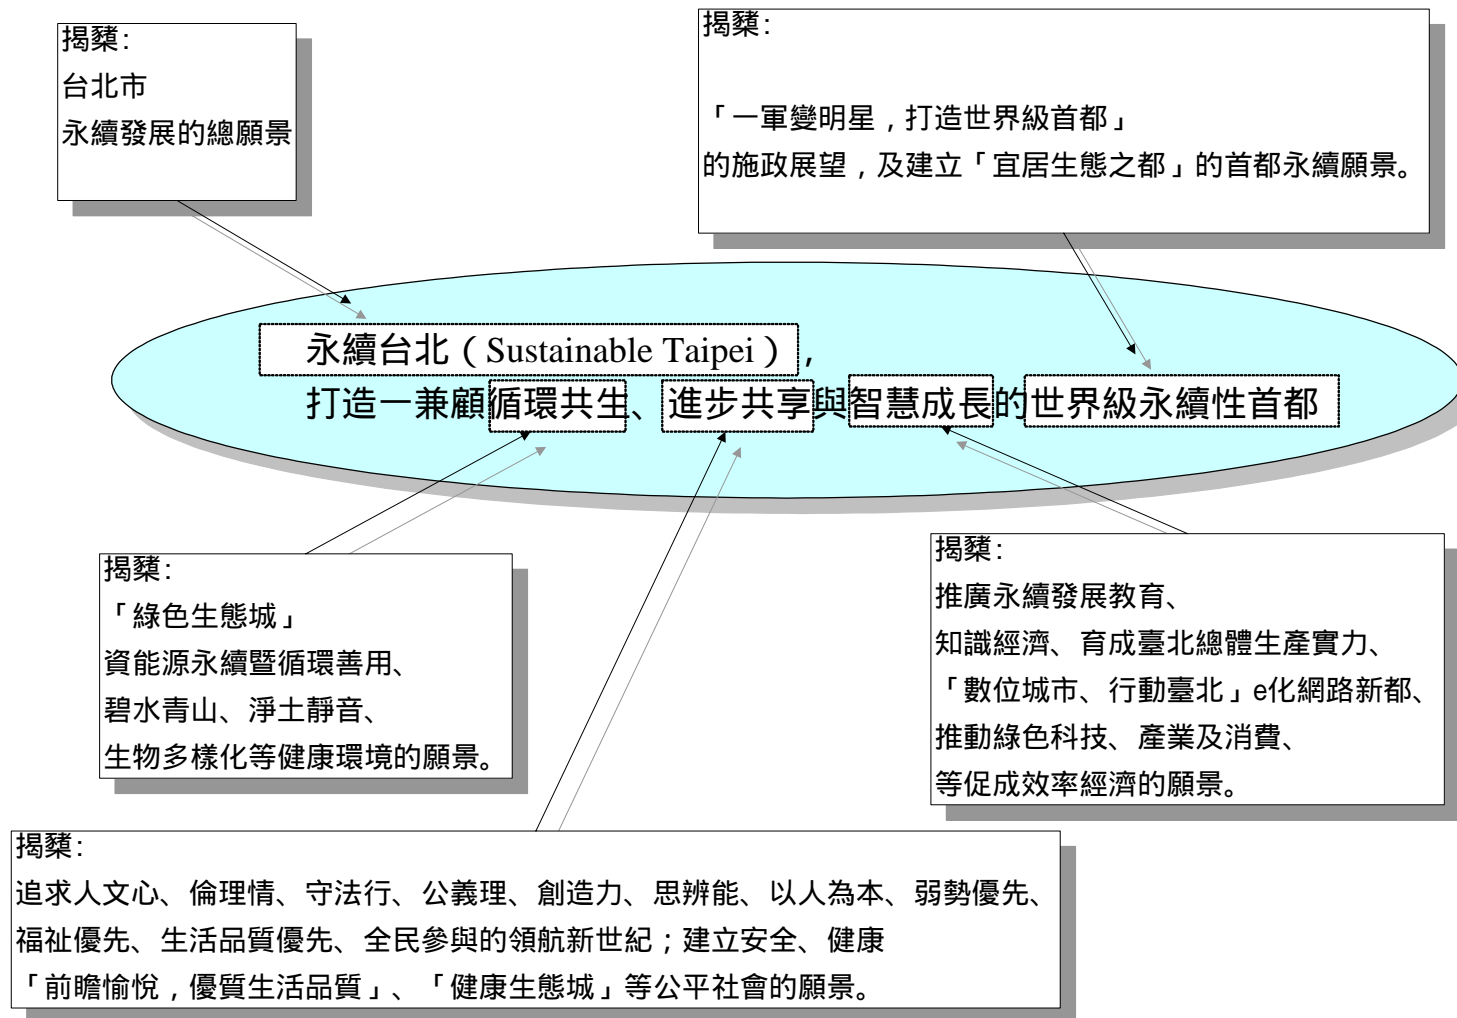 揭櫫:
台北市
永續發展的總願景
揭櫫:
「一軍變明星，打造世界級首都」
的施政展望，及建立「宜居生態之都」的首都永續願景。
永續台北（Sustainable Taipei），
打造一兼顧循環共生、進步共享與智慧成長的世界級永續性首都
揭櫫:
「綠色生態城」
資能源永續暨循環善用、
碧水青山、淨土靜音、
生物多樣化等健康環境的願景。
揭櫫:
推廣永續發展教育、
知識經濟、育成臺北總體生產實力、
「數位城市、行動臺北」e化網路新都、
推動綠色科技、產業及消費、
等促成效率經濟的願景。
揭櫫:
追求人文心、倫理情、守法行、公義理、創造力、思辨能、以人為本、弱勢優先、
福祉優先、生活品質優先、全民參與的領航新世紀；建立安全、健康
「前瞻愉悅，優質生活品質」、「健康生態城」等公平社會的願景。